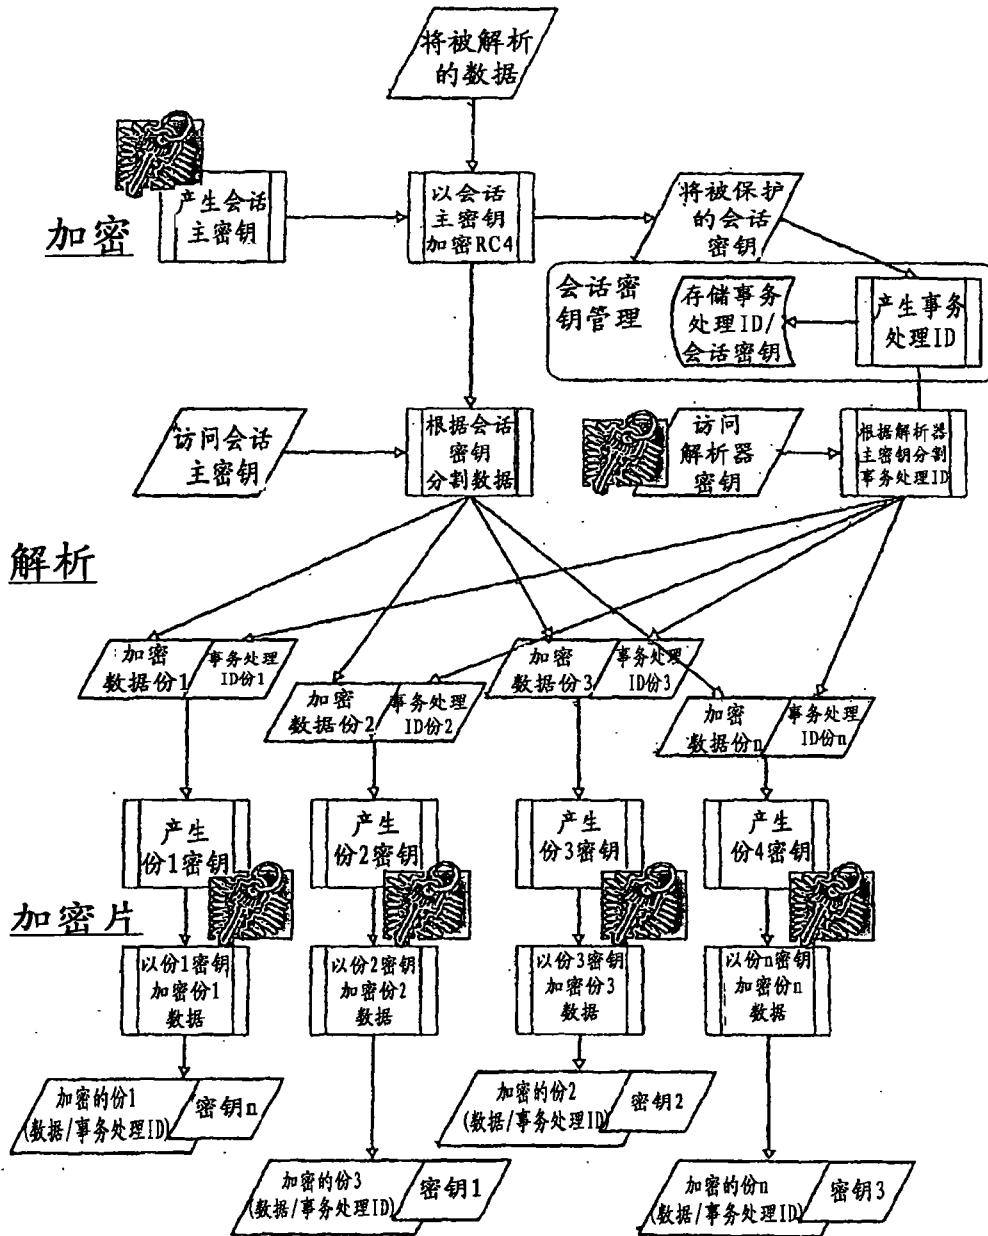 将被解析
的数据
产生会话
主密钥
以会话
主密钥
加密RC4
将被保护
的会话
密钥
加密
会话密
钥管理
存储事务
处理ID/
会话密钥
产生事务
处理ID
访问会话
主密钥
根据会话
密钥
分割数据
访问
解析器
密钥
根据解析器
主密钥分割
事务处理ID
解析
加密
数据份1
事务处理
ID份1
加密
数据份2
事务处理
ID份2
加密
数据份3
事务处理
ID份3
加密
数据份n
事务处理
ID份n
产生
份1密钥
产生
份2密钥
产生
份3密钥
产生
份4密钥
加密片
以份1密钥
加密份1
数据
以份2密钥
加密份2
数据
以份3密钥
加密份3
数据
以份n密钥
加密份n
数据
加密的份1
(数据/事务处理ID)
密钥n
加密的份2
(数据/事务处理ID)
密钥2
加密的份3
(数据/事务处理ID)
密钥1
加密的份n
(数据/事务处理ID)
密钥3